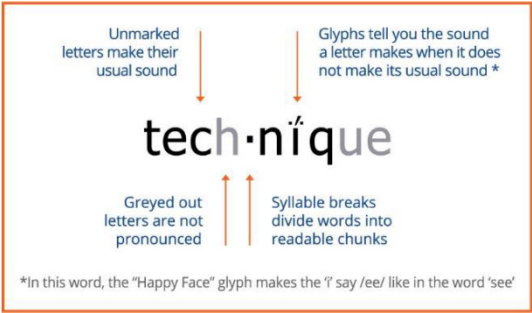 Unmarked
letters make their
usual sound
Glyphs tell you the sound
a letter makes when it does
not make its usual sound *
tech·nique
Greyed out
letters are not
pronounced
Syllable breaks
divide words into
readable chunks
*In this word, the “Happy Face” glyph makes the ‘i’ say /ee/ like in the word ‘see’